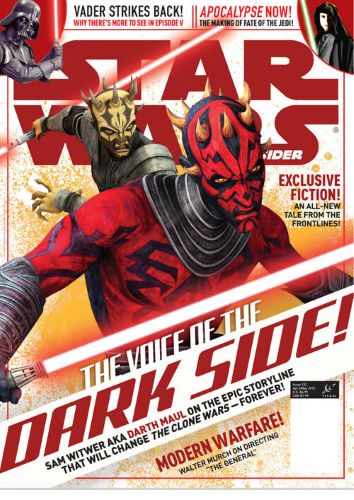 VADER STRIKES BACK!
WHY THERE'S MORE TO SEE IN EPISODE V
APOCALYPSE NOW!
THE MAKING OF FATE OF THE JEDI!
STAR
WARS
SIDER
EXCLUSIVE
FICTION!
AN ALL-NEW
TALE FROM THE
FRONTLINES!
THE VOICE OF THE
DARK SIDE!
SAM WITWER AKA DARTH MAUL ON THE EPIC STORYLINE
THAT WILL CHANGE THE CLONE WARS – FOREVER!
MODERN WARFARE!
WALTER MURCH ON DIRECTING
"THE GENERAL"
TITAN